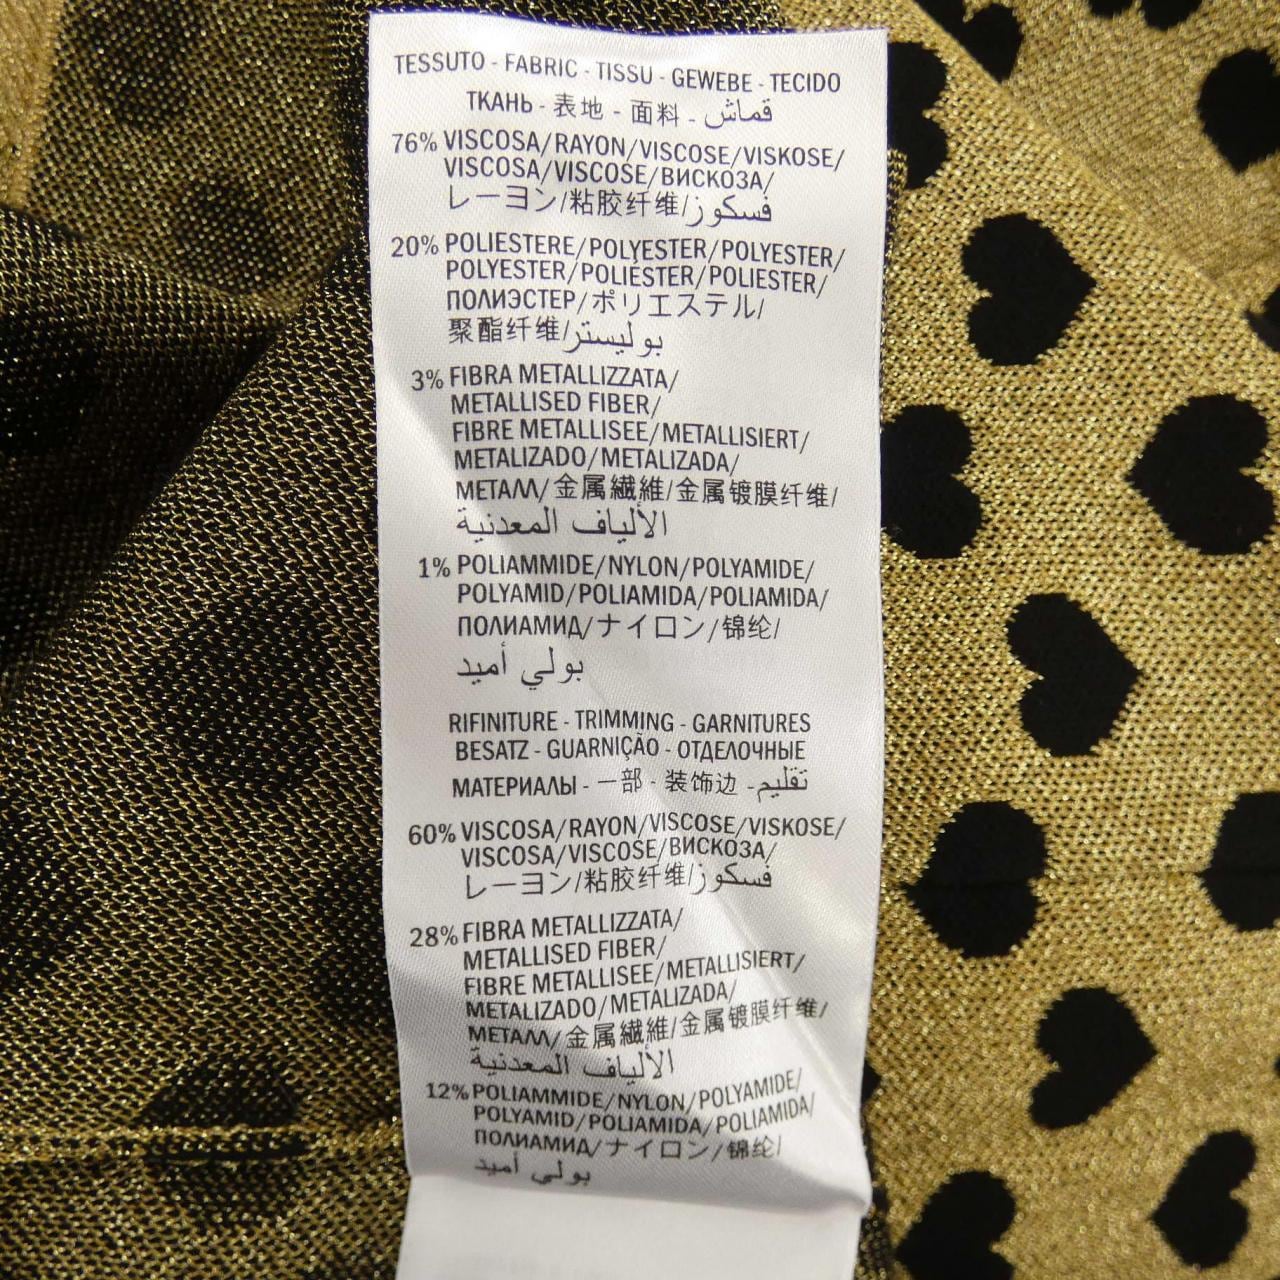 TESSUTO - FABRIC - TISSU - GEWEBE - TECIDO
ТКАНЬ - 表地 - 面料 - قماش
76% VISCOSA/RAYON/VISCOSE/VISKOSE/
VISCOSA/VISCOSE/ВИСКОЗА/
レーヨン/粘胶纤维/فسكوز
20% POLIESTERE/POLYESTER/POLYESTER/
POLYESTER/POLIÉSTER/POLIESTER/
ПОЛИЭСТЕР/ポリエステル/
聚酯纤维/بوليستر
3% FIBRA METALLIZZATA/
METALLISED FIBER/
FIBRE METALLISEE/METALLISIERT/
METALIZADO/METALIZADA/
МЕТАЛЛ/金属繊維/金属镀膜纤维/
الألياف المعدنية
1% POLIAMMIDE/NYLON/POLYAMIDE/
POLYAMID/POLIAMIDA/POLIAMIDA/
ПОЛИАМИД/ナイロン/锦纶/
بولي أميد
RIFINITURE - TRIMMING - GARNITURES
BESATZ - GUARNIÇÃO - ОТДЕЛОЧНЫЕ
МАТЕРИАЛЫ - 一部 - 装饰边 - تقليم
60% VISCOSA/RAYON/VISCOSE/VISKOSE/
VISCOSA/VISCOSE/ВИСКОЗА/
レーヨン/粘胶纤维/فسكوز
28% FIBRA METALLIZZATA/
METALLISED FIBER/
FIBRE METALLISEE/METALLISIERT/
METALIZADO/METALIZADA/
МЕТАЛЛ/金属繊維/金属镀膜纤维/
الألياف المعدنية
12% POLIAMMIDE/NYLON/POLYAMIDE/
POLYAMID/POLIAMIDA/POLIAMIDA/
ПОЛИАМИД/ナイロン/锦纶/
بولي أميد